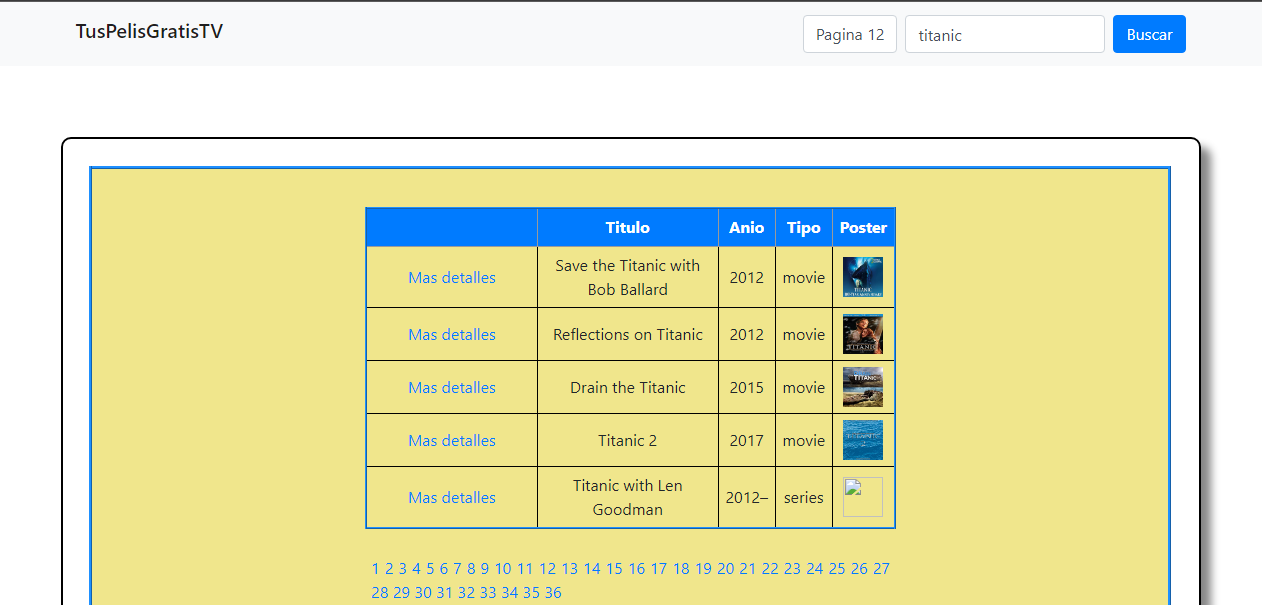 TusPelisGratisTV
Pagina 12
titanic
Buscar
Titulo
Anio
Tipo
Poster
Mas detalles
Save the Titanic with
Bob Ballard
2012
movie
Mas detalles
Reflections on Titanic
2012
movie
TITANIC
Mas detalles
Drain the Titanic
2015
movie
TITANIC
Mas detalles
Titanic 2
2017
movie
Mas detalles
Titanic with Len
Goodman
2012–
series
1 2 3 4 5 6 7 8 9 10 11 12 13 14 15 16 17 18 19 20 21 22 23 24 25 26 27
28 29 30 31 32 33 34 35 36